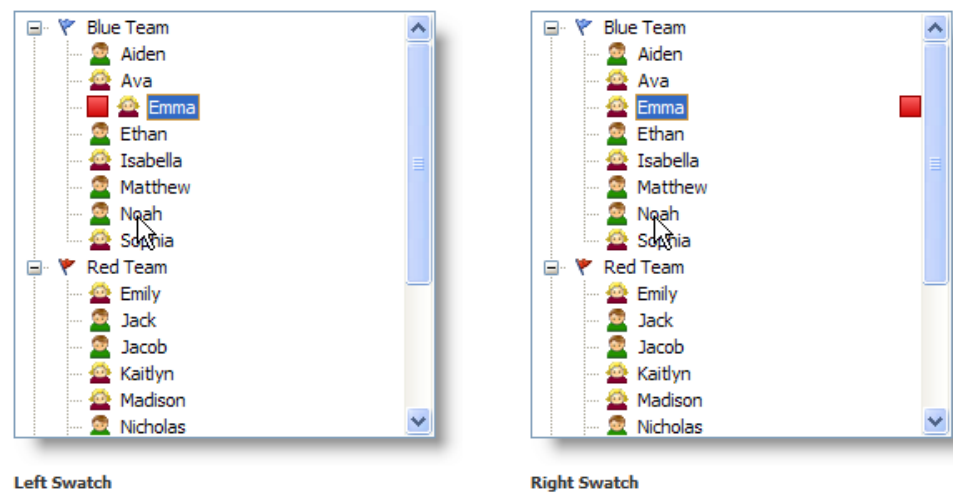 Blue Team
Aiden
Ava
Emma
Ethan
Isabella
Matthew
Noah
Sophia
Red Team
Emily
Jack
Jacob
Kaitlyn
Madison
Nicholas
Left Swatch
Blue Team
Aiden
Ava
Emma
Ethan
Isabella
Matthew
Noah
Sophia
Red Team
Emily
Jack
Jacob
Kaitlyn
Madison
Nicholas
Right Swatch